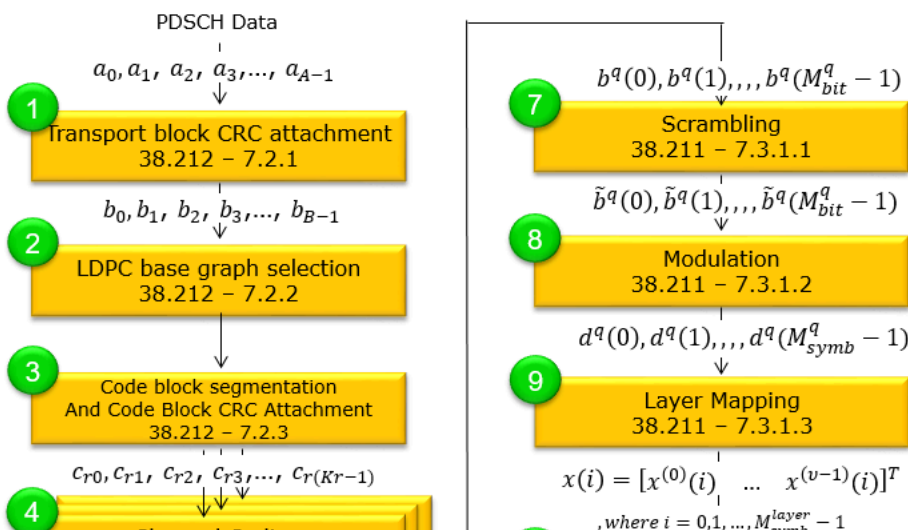 PDSCH Data
a_0, a_1, a_2, a_3,..., a_{A-1}
1
Transport block CRC attachment
38.212 – 7.2.1
b_0, b_1, b_2, b_3,..., b_{B-1}
2
LDPC base graph selection
38.212 – 7.2.2
3
Code block segmentation
And Code Block CRC Attachment
38.212 – 7.2.3
c_{r0}, c_{r1}, c_{r2}, c_{r3},..., c_{r(Kr-1)}
4
b^q(0), b^q(1),,,, b^q(M^q_{bit} − 1)
7
Scrambling
38.211 – 7.3.1.1
b̃^q(0), b̃^q(1),,,, b̃^q(M^q_{bit} − 1)
8
Modulation
38.211 – 7.3.1.2
d^q(0), d^q(1),,,, d^q(M^q_{symb} − 1)
9
Layer Mapping
38.211 – 7.3.1.3
x(i) = [x^{(0)}(i) ... x^{(υ−1)}(i)]^T
, where i = 0,1, ..., M^{layer}_{symb} − 1